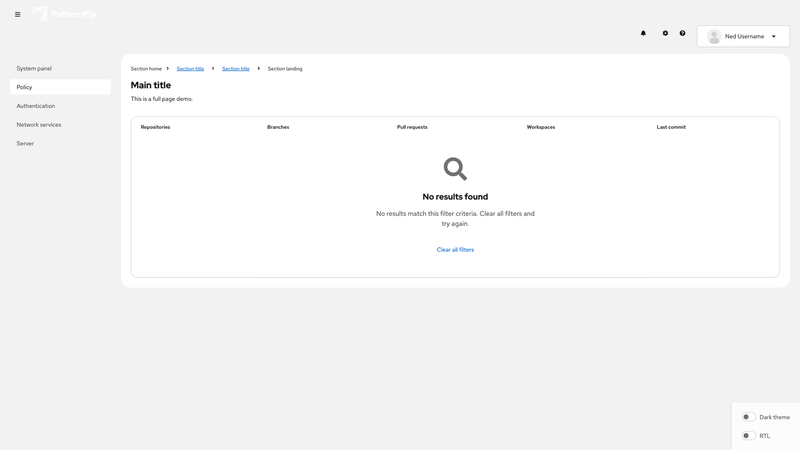 PatternFly
Ned Username
System panel
Policy
Authentication
Network services
Server
Section home Section title Section title Section landing
Main title
This is a full page demo.
Repositories Branches Pull requests Workspaces Last commit
No results found
No results match this filter criteria. Clear all filters and
try again.
Clear all filters
Dark theme
RTL